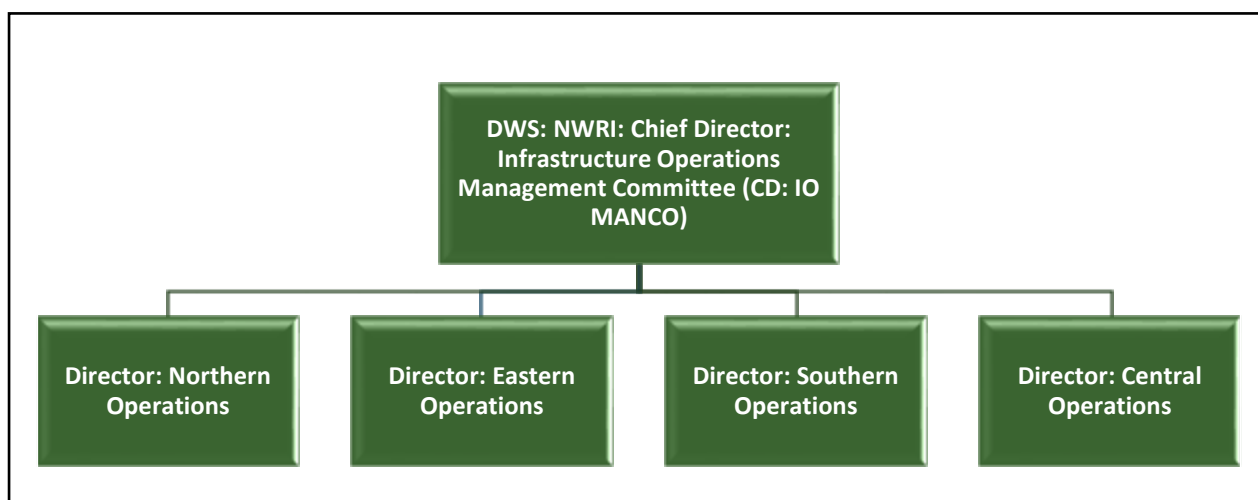 DWS: NWRI: Chief Director:
Infrastructure Operations
Management Committee (CD: IO
MANCO)
Director: Northern
Operations
Director: Eastern
Operations
Director: Southern
Operations
Director: Central
Operations